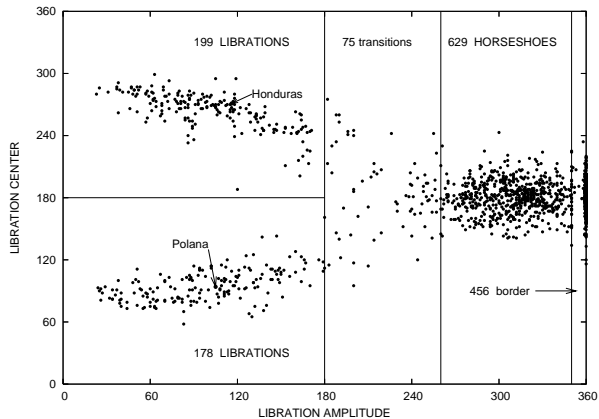 360
300
240
180
120
60
0
LIBRATION CENTER
199 LIBRATIONS
75 transitions
629 HORSESHOES
Honduras
Polana
456 border
178 LIBRATIONS
0
60
120
180
240
300
360
LIBRATION AMPLITUDE